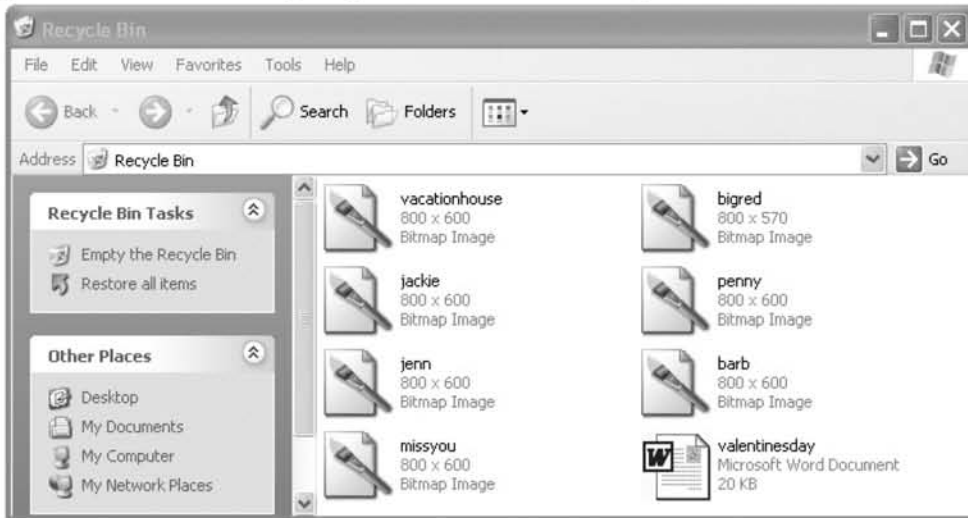 Recycle Bin
File Edit View Favorites Tools Help
Back Search Folders
Address Recycle Bin Go
Recycle Bin Tasks
Empty the Recycle Bin
Restore all items
Other Places
Desktop
My Documents
My Computer
My Network Places
vacationhouse
800 x 600
Bitmap Image
bigred
800 x 570
Bitmap Image
jackie
800 x 600
Bitmap Image
penny
800 x 600
Bitmap Image
jenn
800 x 600
Bitmap Image
barb
800 x 600
Bitmap Image
missyou
800 x 600
Bitmap Image
W
valentinesday
Microsoft Word Document
20 KB